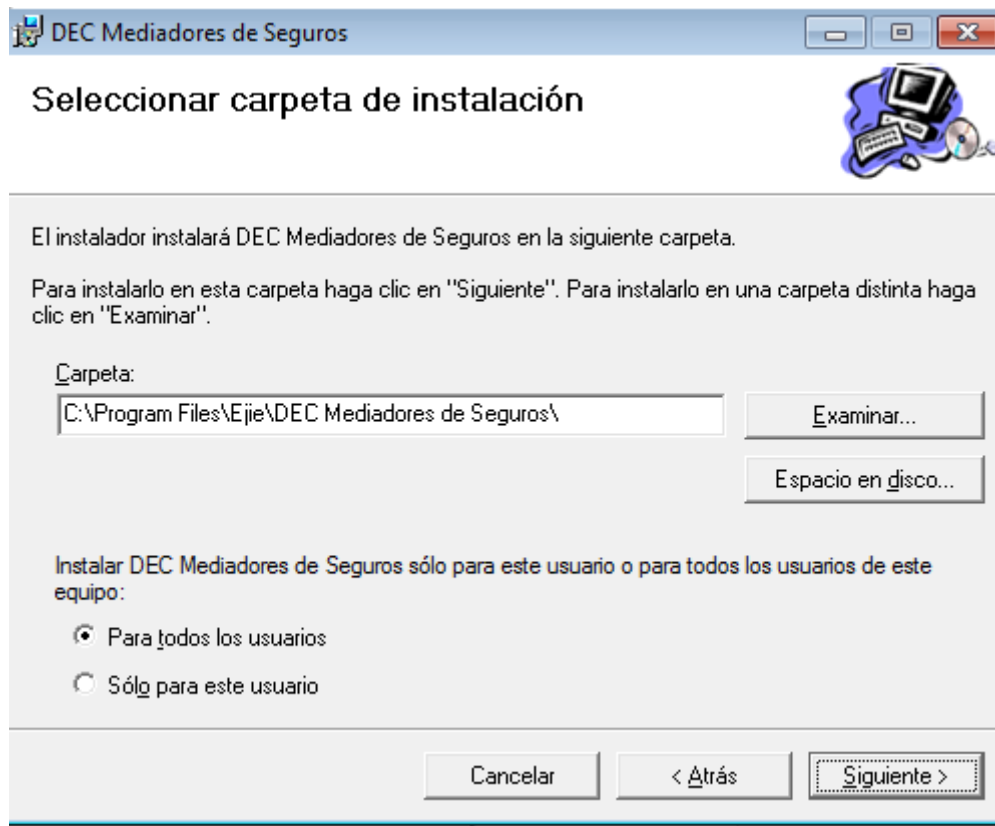 DEC Mediadores de Seguros
Seleccionar carpeta de instalación
El instalador instalará DEC Mediadores de Seguros en la siguiente carpeta.
Para instalarlo en esta carpeta haga clic en "Siguiente". Para instalarlo en una carpeta distinta haga
clic en "Examinar".
Carpeta:
C:\Program Files\Ejie\DEC Mediadores de Seguros\
Examinar...
Espacio en disco...
Instalar DEC Mediadores de Seguros sólo para este usuario o para todos los usuarios de este
equipo:
Para todos los usuarios
Sólo para este usuario
Cancelar
< Atrás
Siguiente >